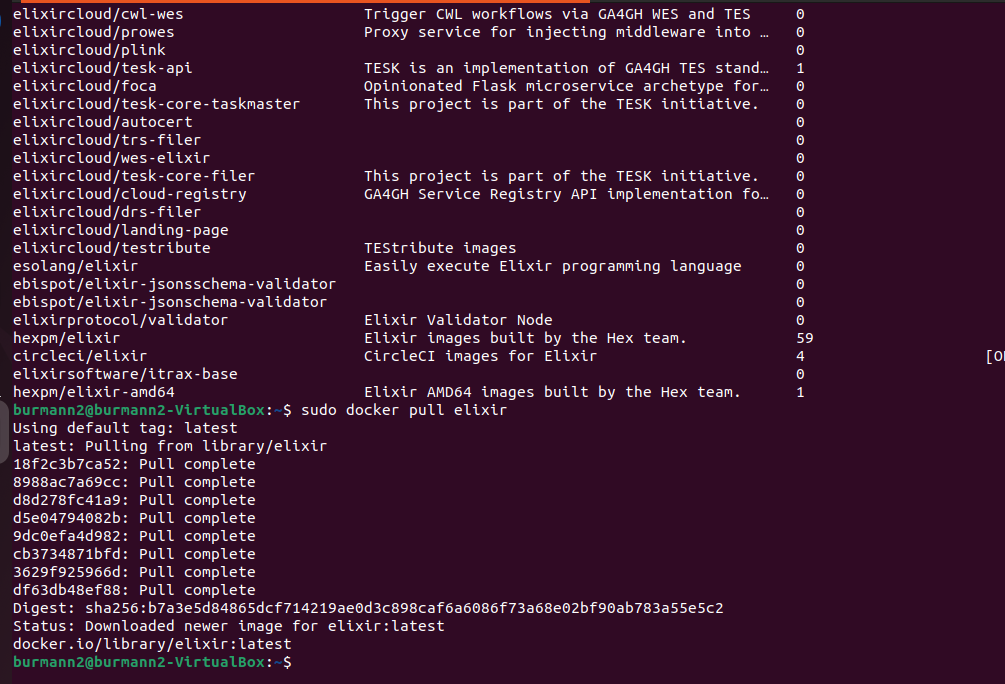 elixircloud/cwl-wes Trigger CWL workflows via GA4GH WES and TES 0
elixircloud/prowes Proxy service for injecting middleware into … 0
elixircloud/plink 0
elixircloud/tesk-api TESK is an implementation of GA4GH TES stand… 1
elixircloud/foca Opinionated Flask microservice archetype for… 0
elixircloud/tesk-core-taskmaster This project is part of the TESK initiative. 0
elixircloud/autocert 0
elixircloud/trs-filer 0
elixircloud/wes-elixir 0
elixircloud/tesk-core-filer This project is part of the TESK initiative. 0
elixircloud/cloud-registry GA4GH Service Registry API implementation fo… 0
elixircloud/drs-filer 0
elixircloud/landing-page 0
elixircloud/testribute TEStribute images 0
esolang/elixir Easily execute Elixir programming language 0
ebispot/elixir-jsonsschema-validator 0
ebispot/elixir-jsonschema-validator 0
elixirprotocol/validator Elixir Validator Node 0
hexpm/elixir Elixir images built by the Hex team. 59
circleci/elixir CircleCI images for Elixir 4 [O
elixirsoftware/itrax-base 0
hexpm/elixir-amd64 Elixir AMD64 images built by the Hex team. 1
burmann2@burmann2-VirtualBox:~$ sudo docker pull elixir
Using default tag: latest
latest: Pulling from library/elixir
18f2c3b7ca52: Pull complete
8988ac7a69cc: Pull complete
d8d278fc41a9: Pull complete
d5e04794082b: Pull complete
9dc0efa4d982: Pull complete
cb3734871bfd: Pull complete
3629f925966d: Pull complete
df63db48ef88: Pull complete
Digest: sha256:b7a3e5d84865dcf714219ae0d3c898caf6a6086f73a68e02bf90ab783a55e5c2
Status: Downloaded newer image for elixir:latest
docker.io/library/elixir:latest
burmann2@burmann2-VirtualBox:~$